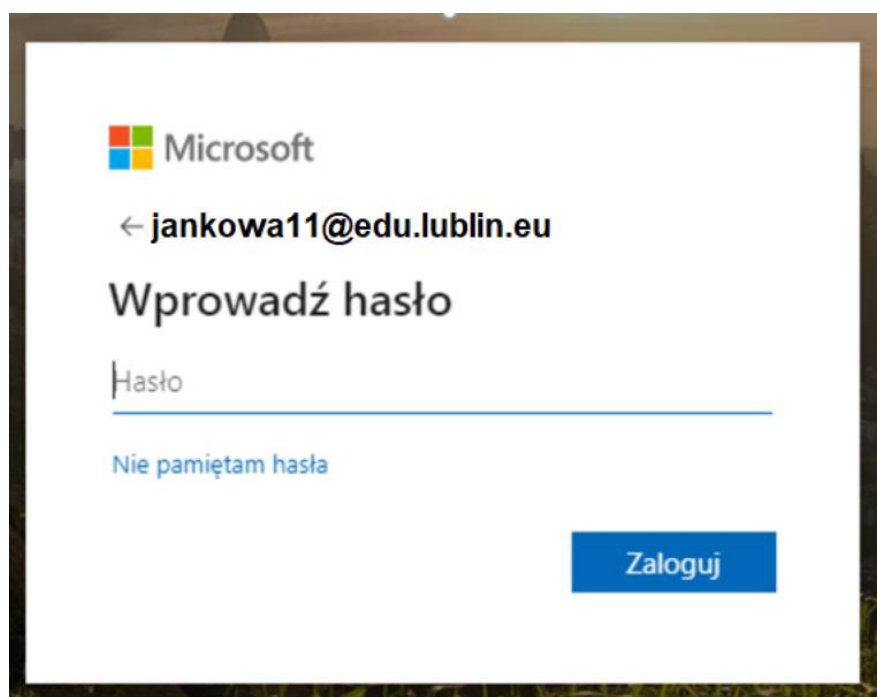 Microsoft
← jankowa11@edu.lublin.eu
Wprowadź hasło
Hasło
Nie pamiętam hasła
Zaloguj